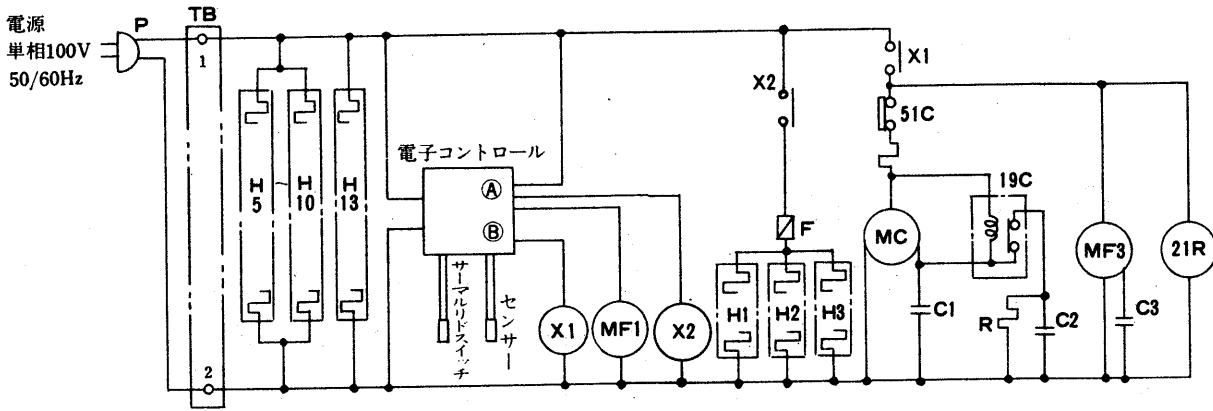 電源
単相100V
50/60Hz
P
TB
1
2
H
5
H
10
H
13
電子コントロール
Ⓐ
Ⓑ
サーマルリドスイッチ
センサー
X1
MF1
X2
X2
F
H1
H2
H3
X1
51C
MC
19C
C1
R
C2
MF3
C3
21R